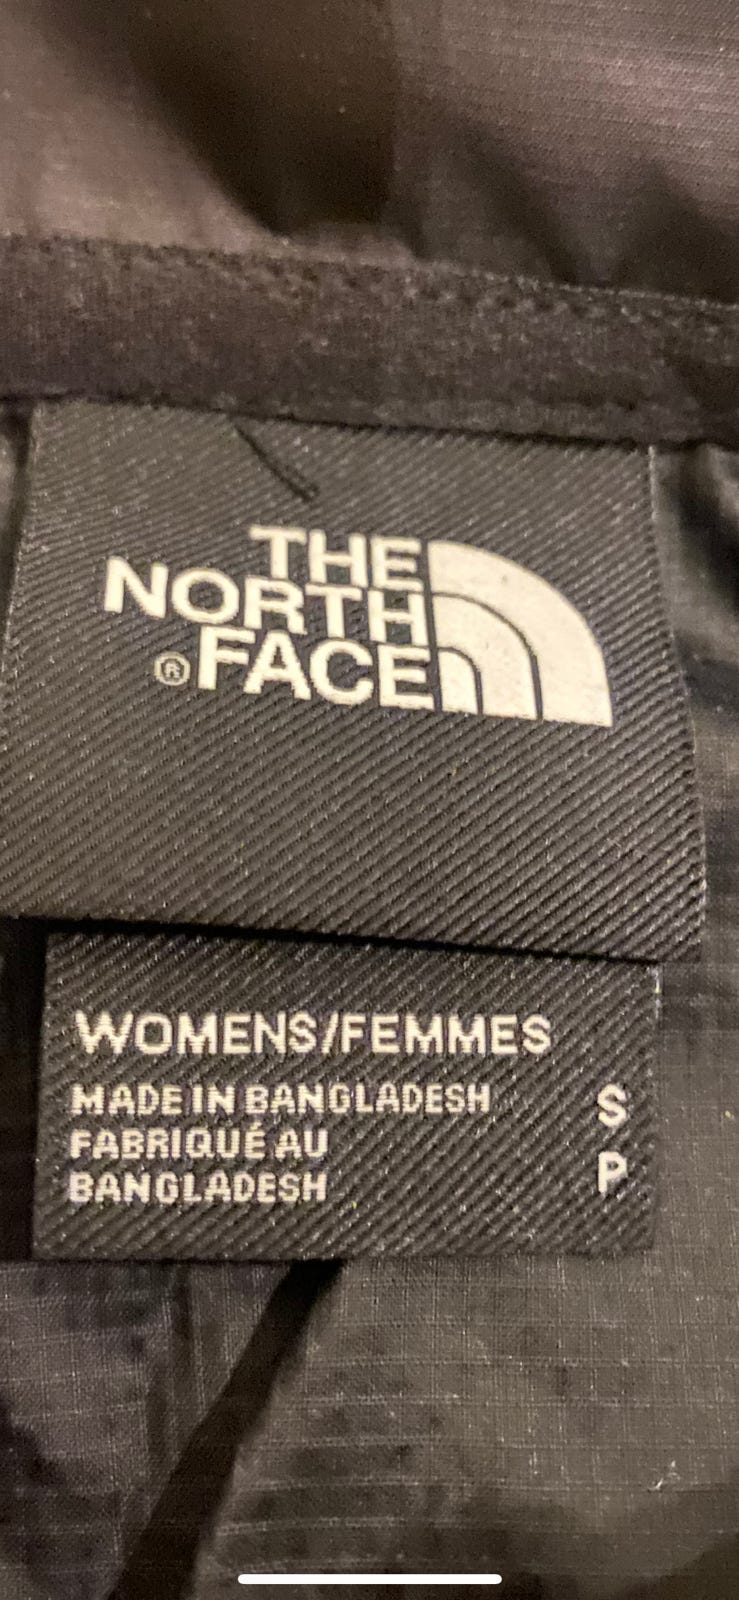 THE
NORTH
®FACE
WOMENS/FEMMES
MADE IN BANGLADESH
FABRIQUÉ AU
BANGLADESH
S
P